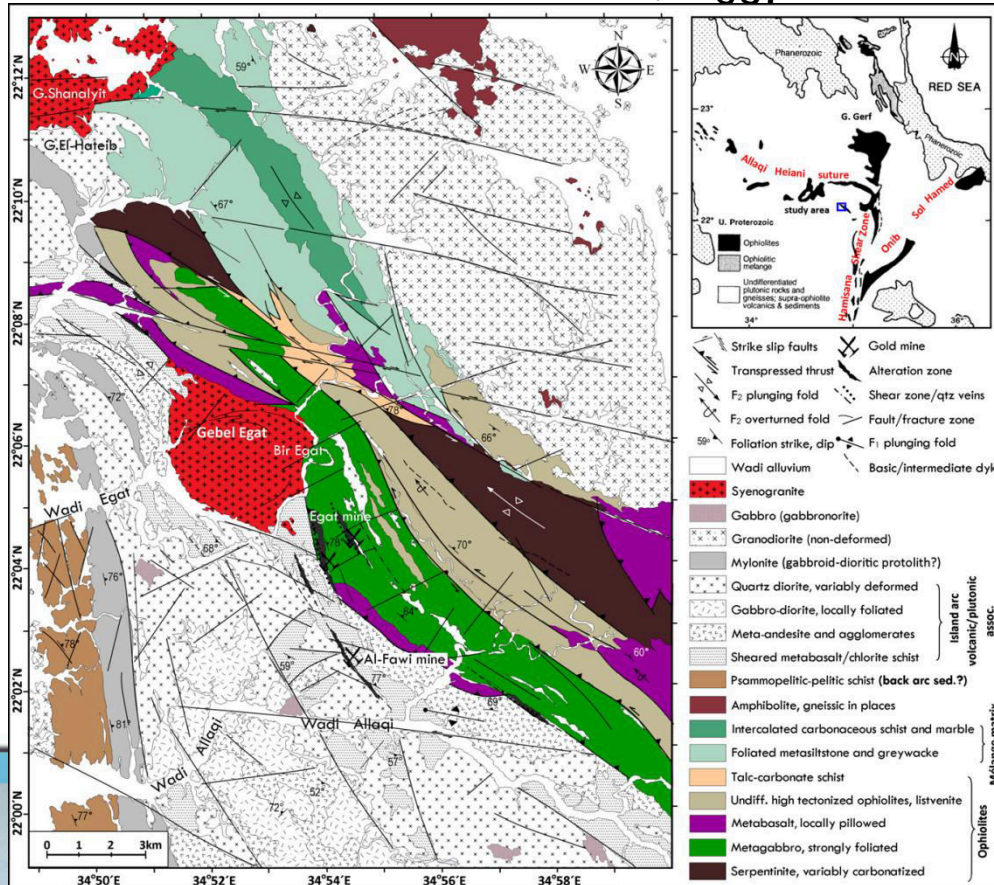 N
W E
S
22°12'N
22°10'N
22°08'N
22°06'N
22°04'N
22°02'N
22°00'N
59°
G.Shanalyit
G.El-Hateib
67°
72°
78
66°
Gebel Egat
Bir Egat
Wadi Egat
Egat mine
78°
68°
70°
76°
84°
78°
Al-Fawi mine
59°
77°
60°
69°
81°
Wadi Allaqi
Wadi Allaqi
57°
52°
72°
77°
0 1 2 3km
34°50'E 34°52'E 34°54'E 34°56'E 34°58'E
RED SEA
Phanerozoic
23
G. Gerf
Phanerozoic
Allaqi Heiani suture
Sol Hamed
study area
22°
Onib
Hamisana Shear Zone
U. Proterozoic
Ophiolites
Ophiolitic
melange
Undifferentiated
plutonic rocks and
gneisses; supra-ophiolite
volcanics & sediments
34° 36°
Strike slip faults
Gold mine
Transpressed thrust
Alteration zone
F2 plunging fold
Shear zone/qtz veins
F2 overturned fold
Fault/fracture zone
59° Foliation strike, dip
F1 plunging fold
Wadi alluvium
Basic/intermediate dyk
Syenogranite
Gabbro (gabbronorite)
Granodiorite (non-deformed)
Mylonite (gabbroid-dioritic protolith?)
Quartz diorite, variably deformed
Gabbro-diorite, locally foliated
Meta-andesite and agglomerates
Sheared metabasalt/chlorite schist
Island arc
volcanic/plutonic
assoc.
Psammopelitic-pelitic schist (back arc sed.?)
Amphibolite, gneissic in places
Intercalated carbonaceous schist and marble
Foliated metasiltstone and greywacke
Mélange matrix
Talc-carbonate schist
Undiff. high tectonized ophiolites, listvenite
Metabasalt, locally pillowed
Metagabbro, strongly foliated
Serpentinite, variably carbonatized
Ophiolites